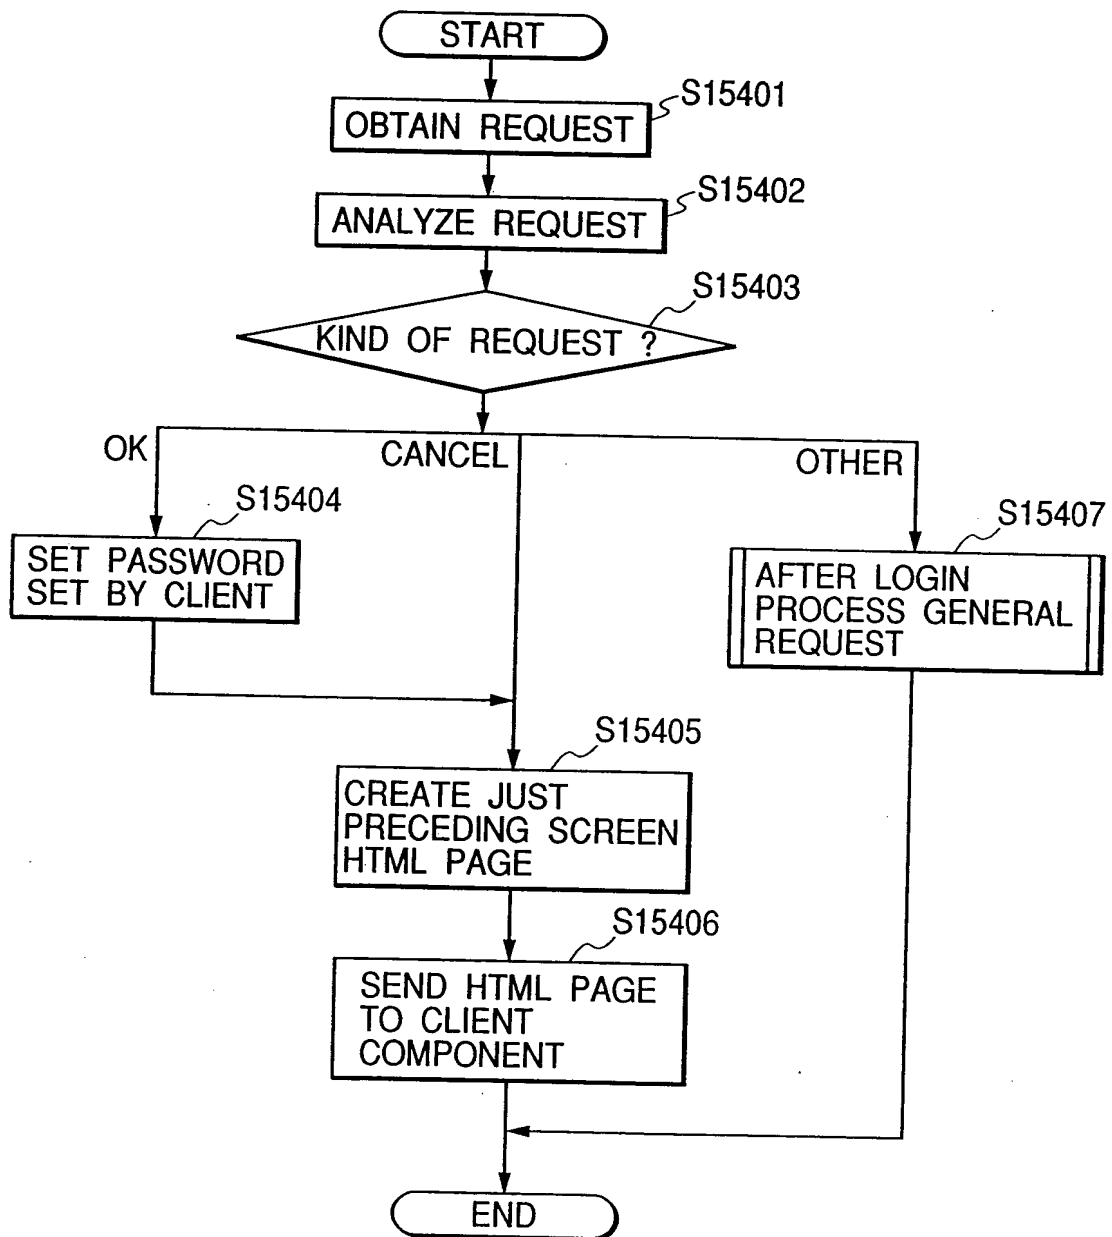 START
S15401
OBTAIN REQUEST
S15402
ANALYZE REQUEST
S15403
KIND OF REQUEST ?
OK
CANCEL
OTHER
S15404
SET PASSWORD
SET BY CLIENT
S15407
AFTER LOGIN
PROCESS GENERAL
REQUEST
S15405
CREATE JUST
PRECEDING SCREEN
HTML PAGE
S15406
SEND HTML PAGE
TO CLIENT
COMPONENT
END